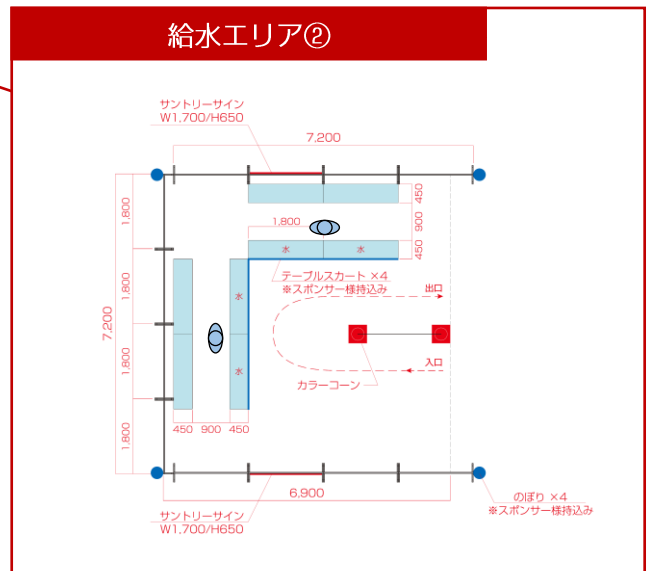 給水エリア②
サントリーサイン
W1,700/H650
7,200
450
1,800
900
1,800
水 水
450
テーブルスカート ×4
※スポンサー様持込み
出口
1,800
水
7,200
水
入口
1,800
カラーコーン
450 900 450
1,800
6,900
のぼり ×4
※スポンサー様持込み
サントリーサイン
W1,700/H650